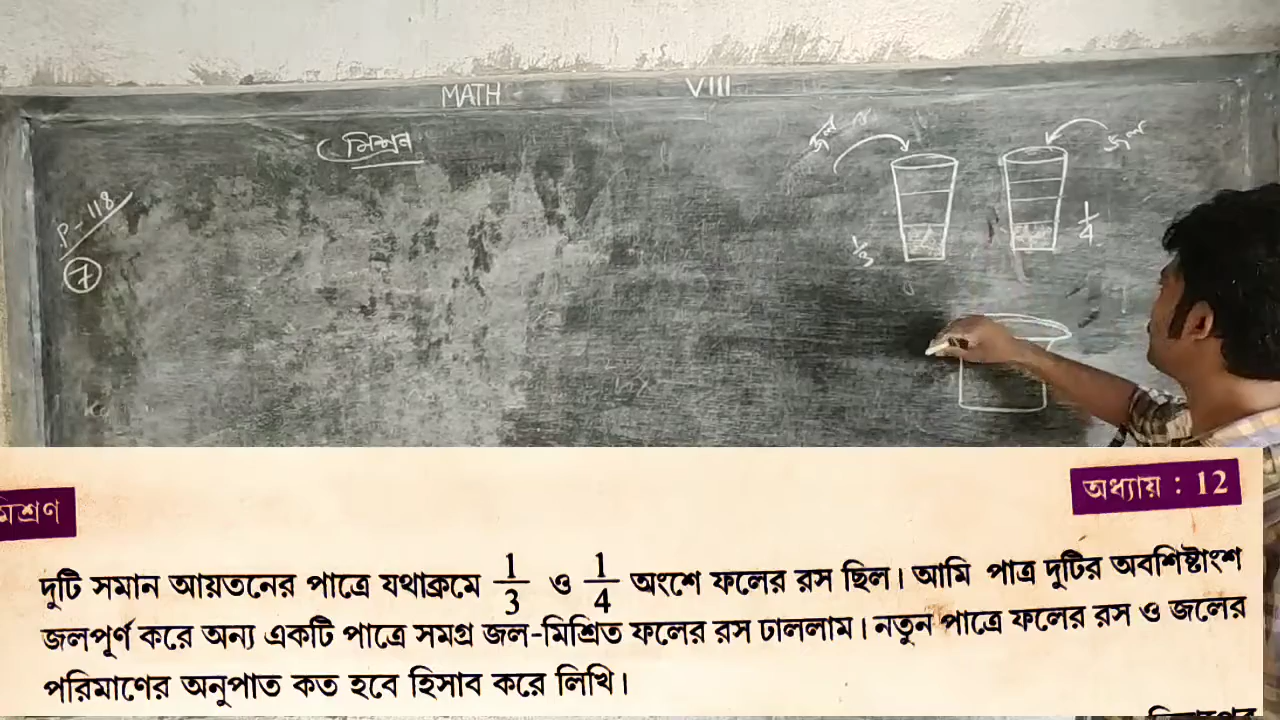 MATH VIII
মিশ্রন
P-118
7
জল
জল
1/3
1/4
মিশ্রণ
অধ্যায় : 12
দুটি সমান আয়তনের পাত্রে যথাক্রমে 1/3 ও 1/4 অংশে ফলের রস ছিল। আমি পাত্র দুটির অবশিষ্টাংশ
জলপূর্ণ করে অন্য একটি পাত্রে সমগ্র জল-মিশ্রিত ফলের রস ঢাললাম। নতুন পাত্রে ফলের রস ও জলের
পরিমাণের অনুপাত কত হবে হিসাব করে লিখি।